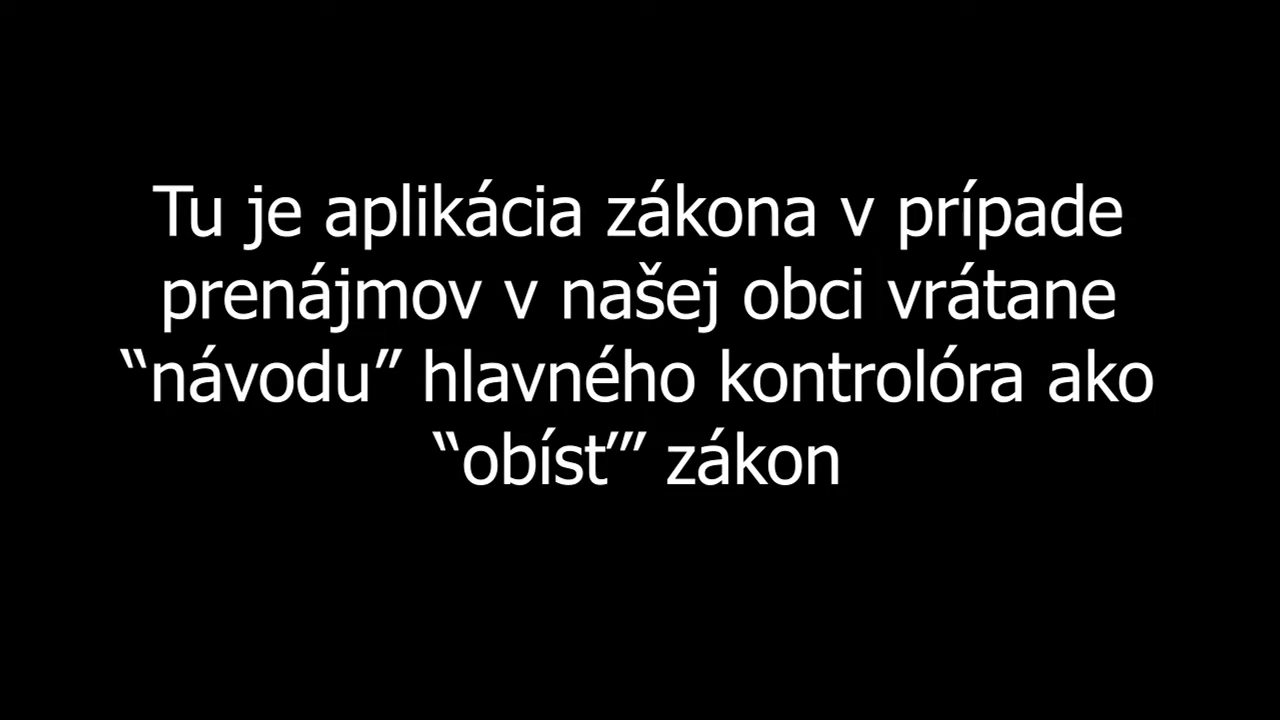 Tu je aplikácia zákona v prípade
prenájmov v našej obci vrátane
“návodu” hlavného kontrolóra ako
“obísť” zákon